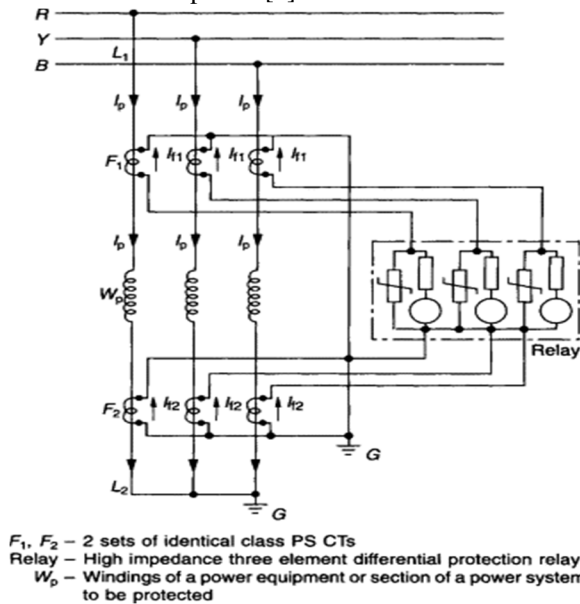 R
Y
B
L1
Ip Ip Ip
F1 If1 If1 If1
Ip Ip Ip
Wp
Relay
F2 If2 If2 If2
G
L2
G
F1, F2 – 2 sets of identical class PS CTs
Relay – High impedance three element differential protection relay
Wp – Windings of a power equipment or section of a power system
to be protected